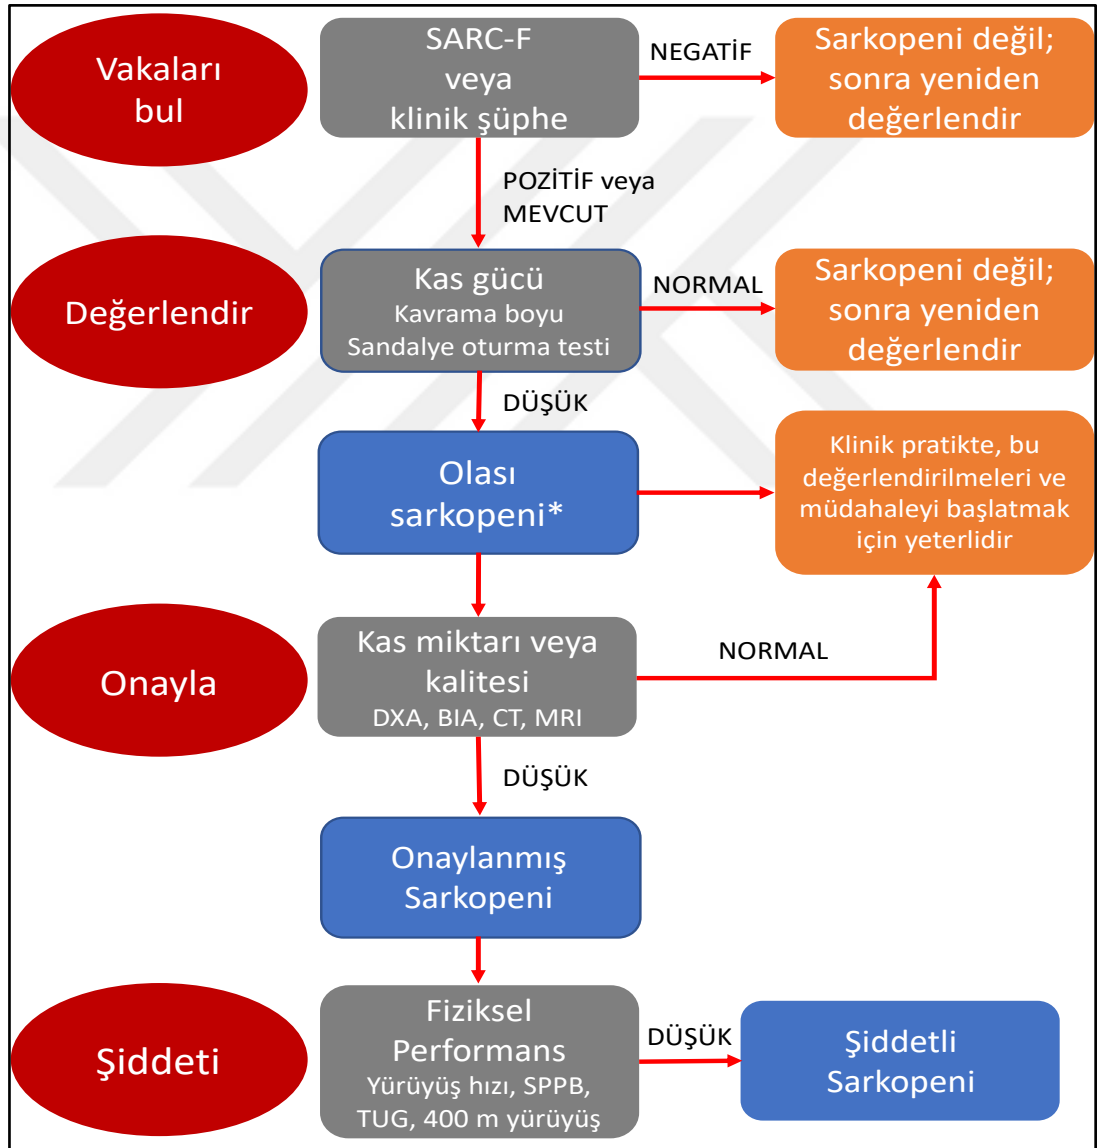 Vakaları
bul
SARC-F
veya
klinik şüphe
NEGATİF
Sarkopeni değil;
sonra yeniden
değerlendir
POZİTİF veya
MEVCUT
Değerlendir
Kas gücü
Kavrama boyu
Sandalye oturma testi
NORMAL
Sarkopeni değil;
sonra yeniden
değerlendir
DÜŞÜK
Olası
sarkopeni*
Klinik pratikte, bu
değerlendirilmeleri ve
müdahaleyi başlatmak
için yeterlidir
Onayla
Kas miktarı veya
kalitesi
DXA, BIA, CT, MRI
NORMAL
DÜŞÜK
Onaylanmış
Sarkopeni
Şiddeti
Fiziksel
Performans
Yürüyüş hızı, SPPB,
TUG, 400 m yürüyüş
DÜŞÜK
Şiddetli
Sarkopeni